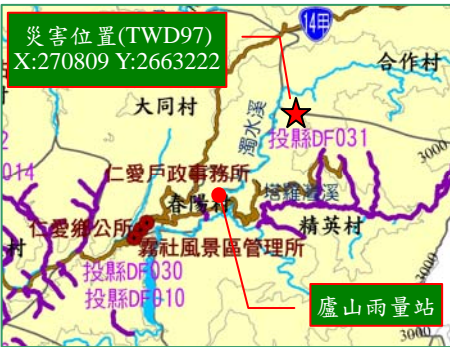 災害位置(TWD97)
X:270809 Y:2663222
14甲
合作村
大同村
濁水溪
投縣DF031
3000
014
仁愛戶政事務所
塔羅灣溪
春陽村
仁愛鄉公所
精英村
村
霧社風景區管理所
投縣DF030
3000
投縣DF010
廬山雨量站
3000